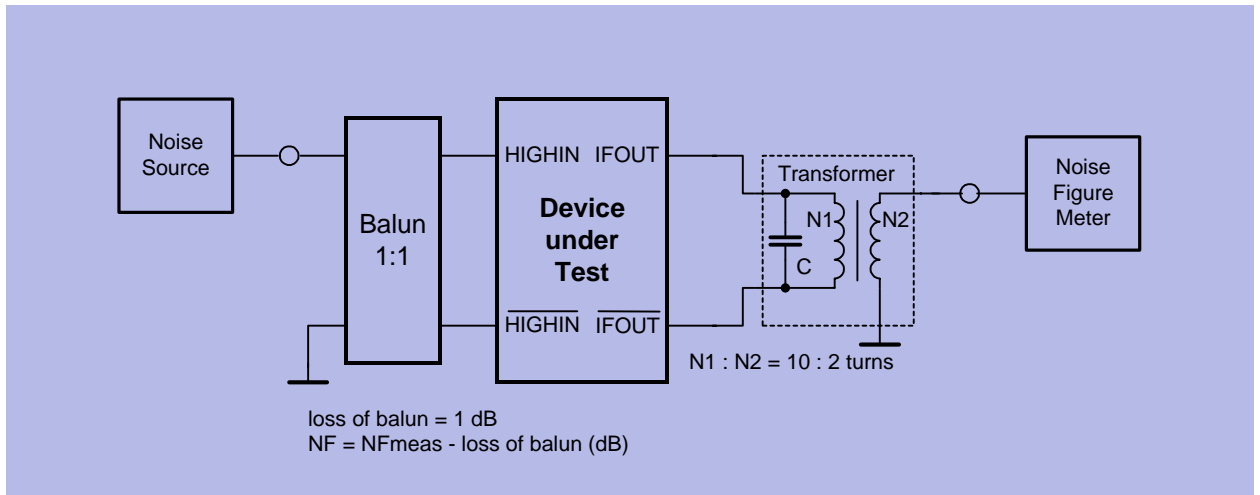 Noise
Source
Balun
1:1
HIGHIN IFOUT
Device
under
Test
HIGHIN IFOUT
Transformer
N1 N2
C
N1 : N2 = 10 : 2 turns
Noise
Figure
Meter
loss of balun = 1 dB
NF = NFmeas - loss of balun (dB)